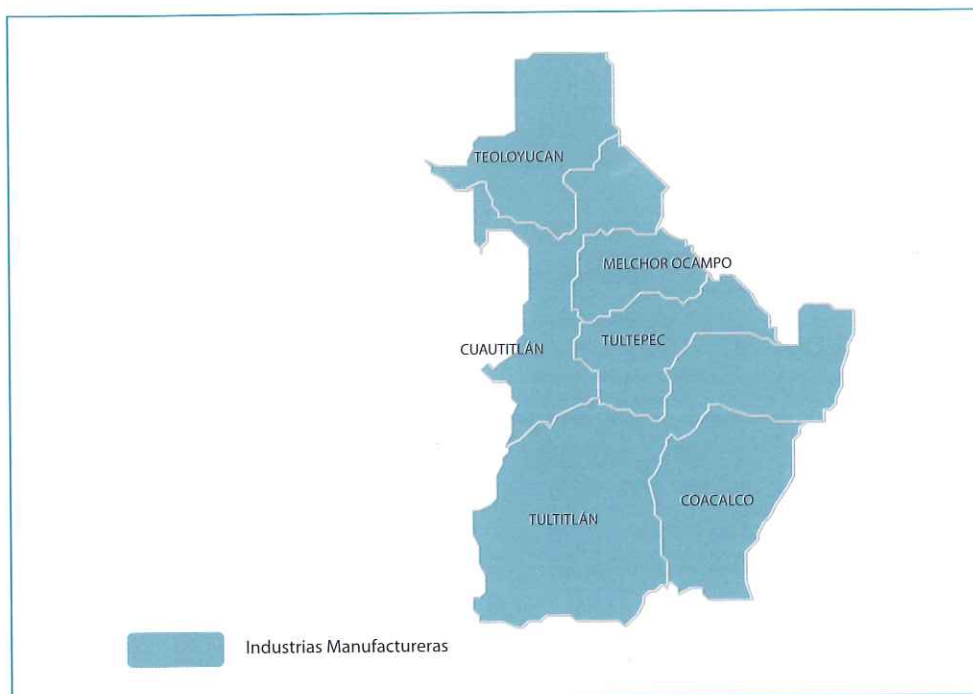 TEOLOYUCAN
MELCHOR OCAMPO
CUAUTITLÁN
TULTEPEC
TULTITLÁN
COACALCO
Industrias Manufactureras